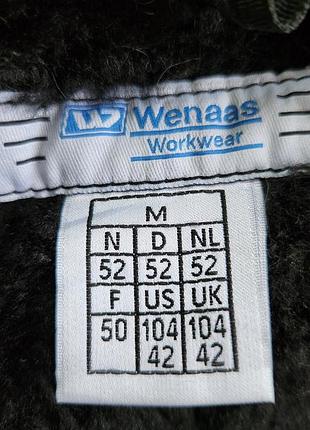 W Wenaas
Workwear
M
N D NL
52 52 52
F US UK
50 104 104
42 42